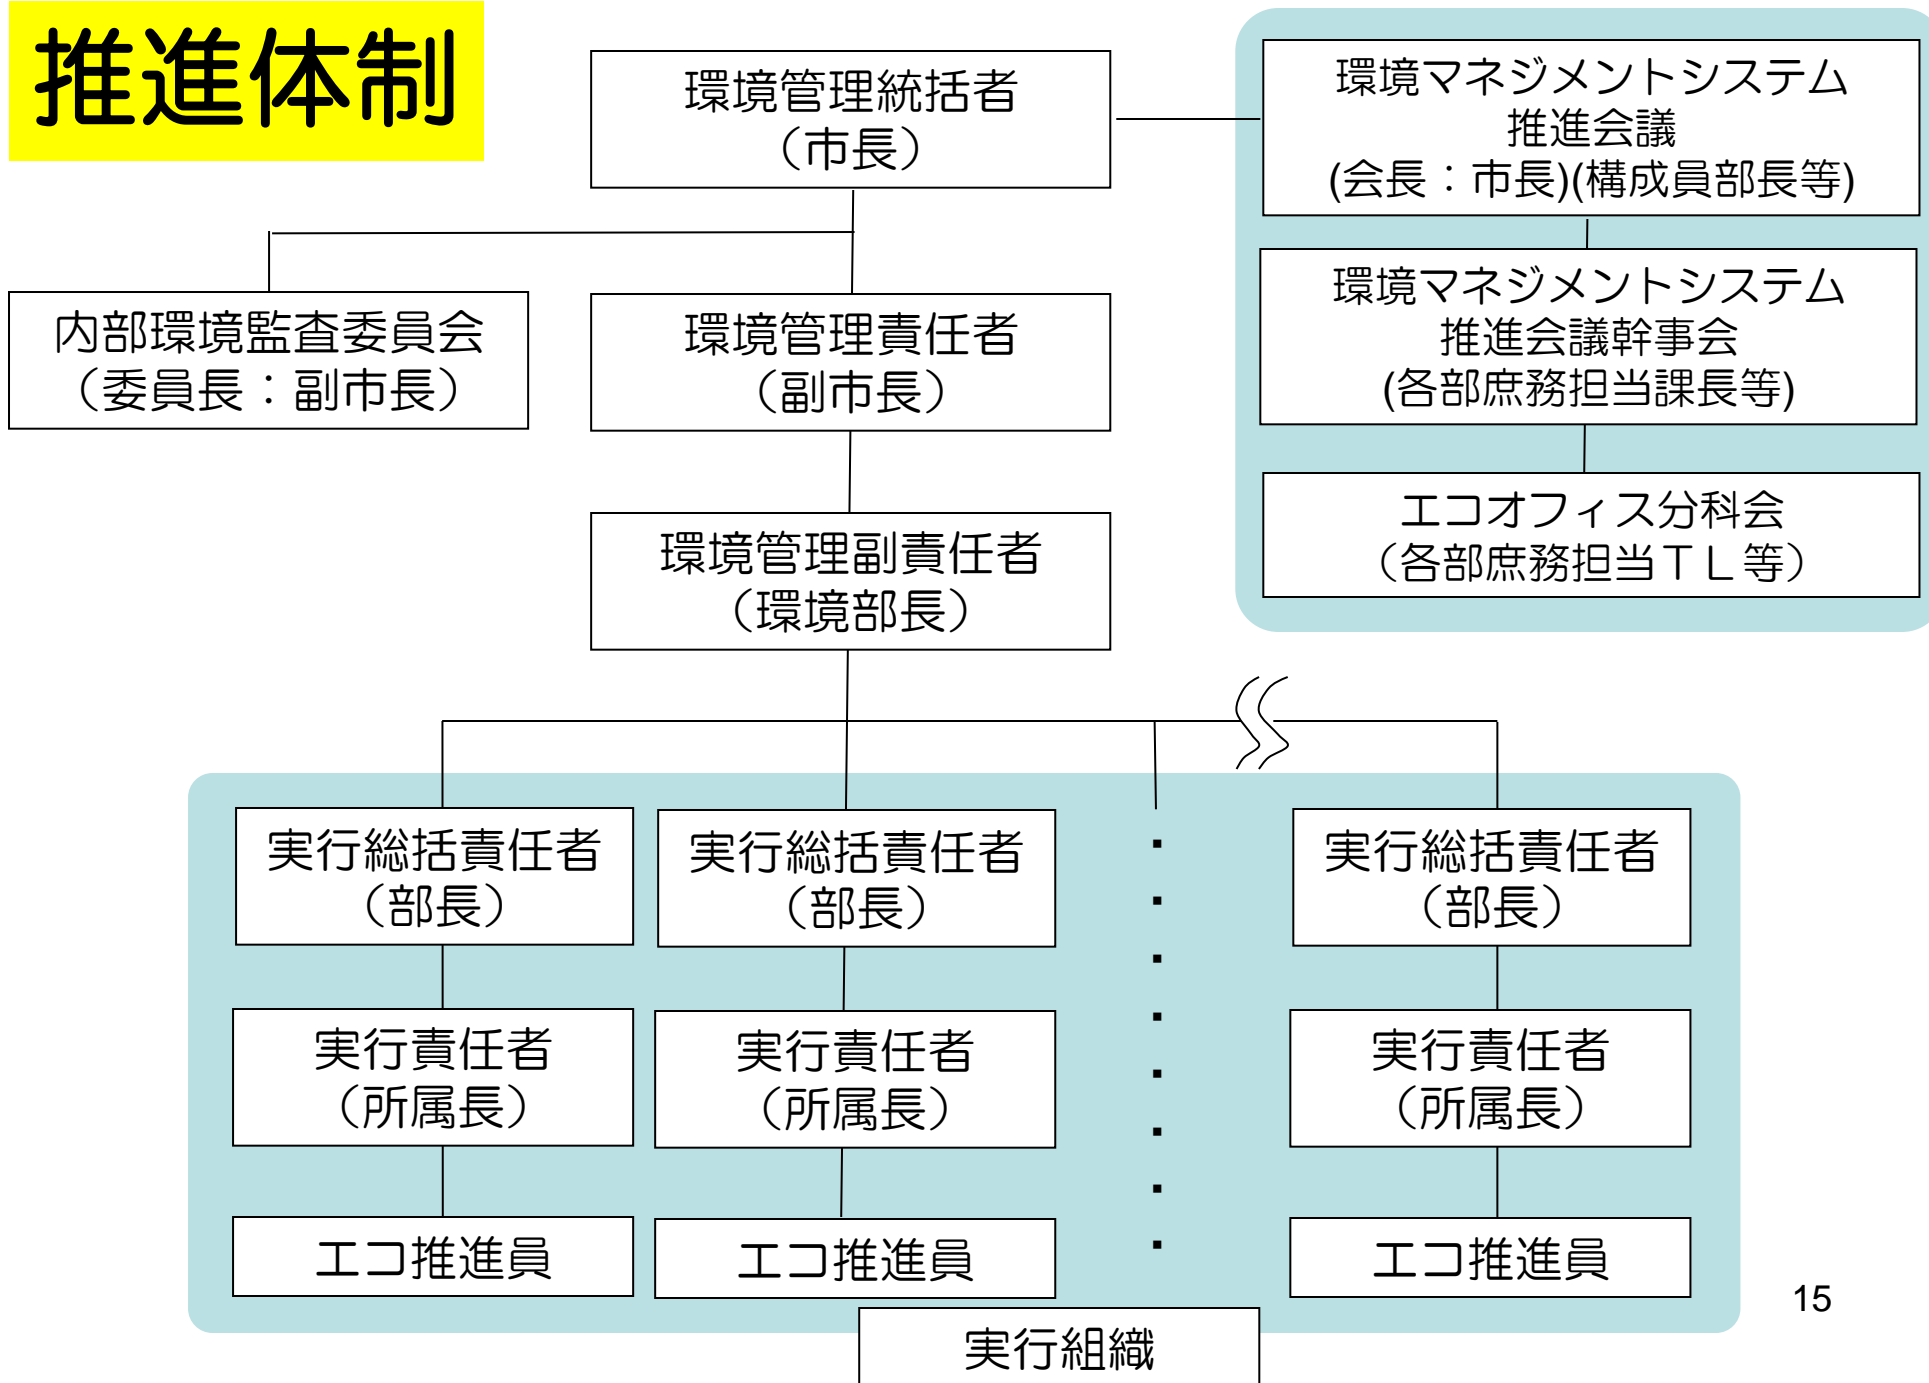 推進体制
環境管理統括者
（市長）
環境マネジメントシステム
推進会議
(会長：市長)(構成員部長等)
内部環境監査委員会
（委員長：副市長）
環境管理責任者
（副市長）
環境マネジメントシステム
推進会議幹事会
(各部庶務担当課長等)
環境管理副責任者
（環境部長）
エコオフィス分科会
（各部庶務担当ＴＬ等）
実行総括責任者
（部長）
実行総括責任者
（部長）
実行総括責任者
（部長）
実行責任者
（所属長）
実行責任者
（所属長）
実行責任者
（所属長）
エコ推進員
エコ推進員
エコ推進員
実行組織
15